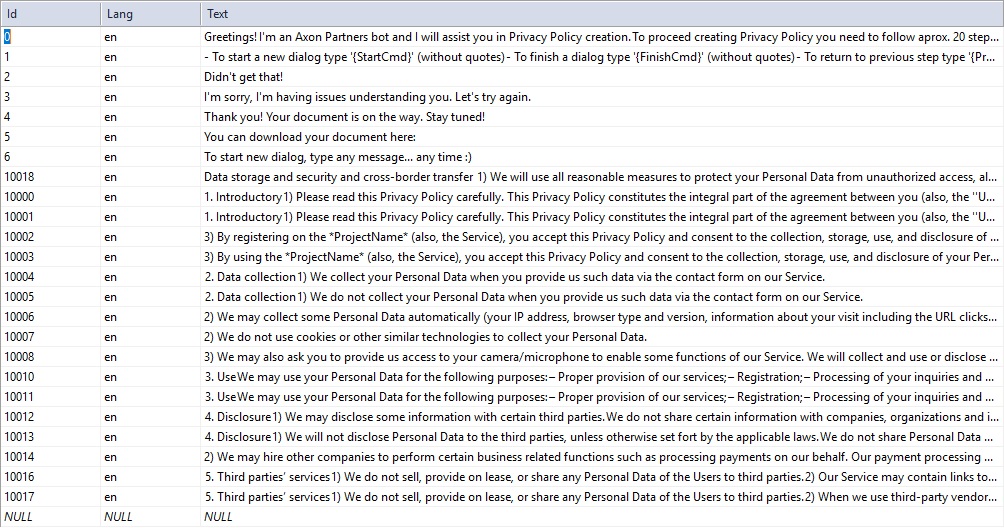 Id Lang Text
0 en Greetings! I'm an Axon Partners bot and I will assist you in Privacy Policy creation.To proceed creating Privacy Policy you need to follow aprox. 20 step...
1 en - To start a new dialog type '{StartCmd}' (without quotes)- To finish a dialog type '{FinishCmd}' (without quotes)- To return to previous step type '{Pr...
2 en Didn't get that!
3 en I'm sorry, I'm having issues understanding you. Let's try again.
4 en Thank you! Your document is on the way. Stay tuned!
5 en You can download your document here:
6 en To start new dialog, type any message... any time :)
10018 en Data storage and security and cross-border transfer 1) We will use all reasonable measures to protect your Personal Data from unauthorized access, al...
10000 en 1. Introductory1) Please read this Privacy Policy carefully. This Privacy Policy constitutes the integral part of the agreement between you (also, the ''U...
10001 en 1. Introductory1) Please read this Privacy Policy carefully. This Privacy Policy constitutes the integral part of the agreement between you (also, the ''U...
10002 en 3) By registering on the *ProjectName* (also, the Service), you accept this Privacy Policy and consent to the collection, storage, use, and disclosure of ...
10003 en 3) By using the *ProjectName* (also, the Service), you accept this Privacy Policy and consent to the collection, storage, use, and disclosure of your Per...
10004 en 2. Data collection1) We collect your Personal Data when you provide us such data via the contact form on our Service.
10005 en 2. Data collection1) We do not collect your Personal Data when you provide us such data via the contact form on our Service.
10006 en 2) We may collect some Personal Data automatically (your IP address, browser type and version, information about your visit including the URL clicks...
10007 en 2) We do not use cookies or other similar technologies to collect your Personal Data.
10008 en 3) We may also ask you to provide us access to your camera/microphone to enable some functions of our Service. We will collect and use or disclose ...
10010 en 3. UseWe may use your Personal Data for the following purposes:– Proper provision of our services;– Registration;– Processing of your inquiries and ...
10011 en 3. UseWe may use your Personal Data for the following purposes:– Proper provision of our services;– Registration;– Processing of your inquiries and ...
10012 en 4. Disclosure1) We may disclose some information with certain third parties.We do not share certain information with companies, organizations and i...
10013 en 4. Disclosure1) We will not disclose Personal Data to the third parties, unless otherwise set fort by the applicable laws.We do not share Personal Data ...
10014 en 2) We may hire other companies to perform certain business related functions such as processing payments on our behalf. Our payment processing ...
10016 en 5. Third parties' services1) We do not sell, provide on lease, or share any Personal Data of the Users to third parties.2) Our Service may contain links to...
10017 en 5. Third parties' services1) We do not sell, provide on lease, or share any Personal Data of the Users to third parties.2) When we use third-party vendor...
NULL NULL NULL